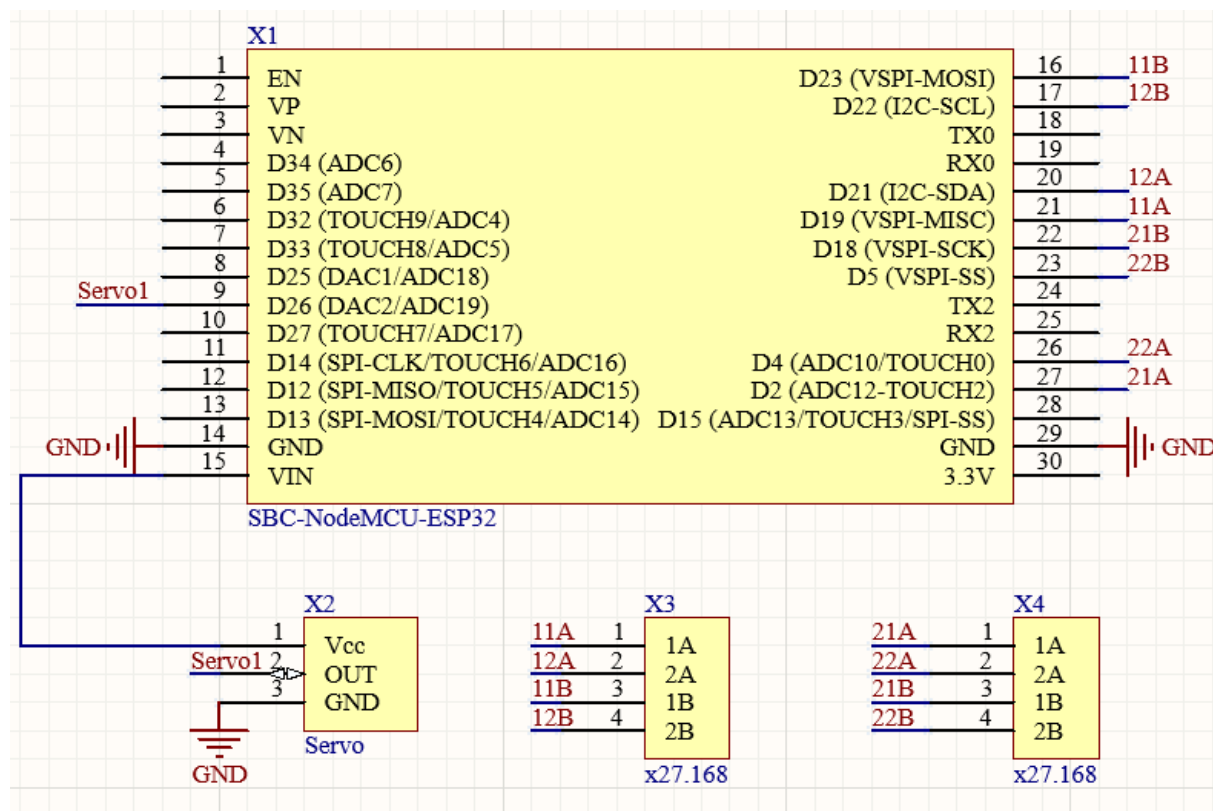 X1
1 EN
2 VP
3 VN
4 D34 (ADC6)
5 D35 (ADC7)
6 D32 (TOUCH9/ADC4)
7 D33 (TOUCH8/ADC5)
8 D25 (DAC1/ADC18)
Servo1 9 D26 (DAC2/ADC19)
10 D27 (TOUCH7/ADC17)
11 D14 (SPI-CLK/TOUCH6/ADC16)
12 D12 (SPI-MISO/TOUCH5/ADC15)
13 D13 (SPI-MOSI/TOUCH4/ADC14)
GND 14 GND
15 VIN
D23 (VSPI-MOSI) 16 11B
D22 (I2C-SCL) 17 12B
TX0 18
RX0 19
D21 (I2C-SDA) 20 12A
D19 (VSPI-MISC) 21 11A
D18 (VSPI-SCK) 22 21B
D5 (VSPI-SS) 23 22B
TX2 24
RX2 25
D4 (ADC10/TOUCH0) 26 22A
D2 (ADC12-TOUCH2) 27 21A
D15 (ADC13/TOUCH3/SPI-SS) 28
GND 29 GND
3.3V 30
SBC-NodeMCU-ESP32
X2
1 Vcc
Servo1 2 OUT
3 GND
Servo
GND
X3
11A 1 1A
12A 2 2A
11B 3 1B
12B 4 2B
x27.168
X4
21A 1 1A
22A 2 2A
21B 3 1B
22B 4 2B
x27.168